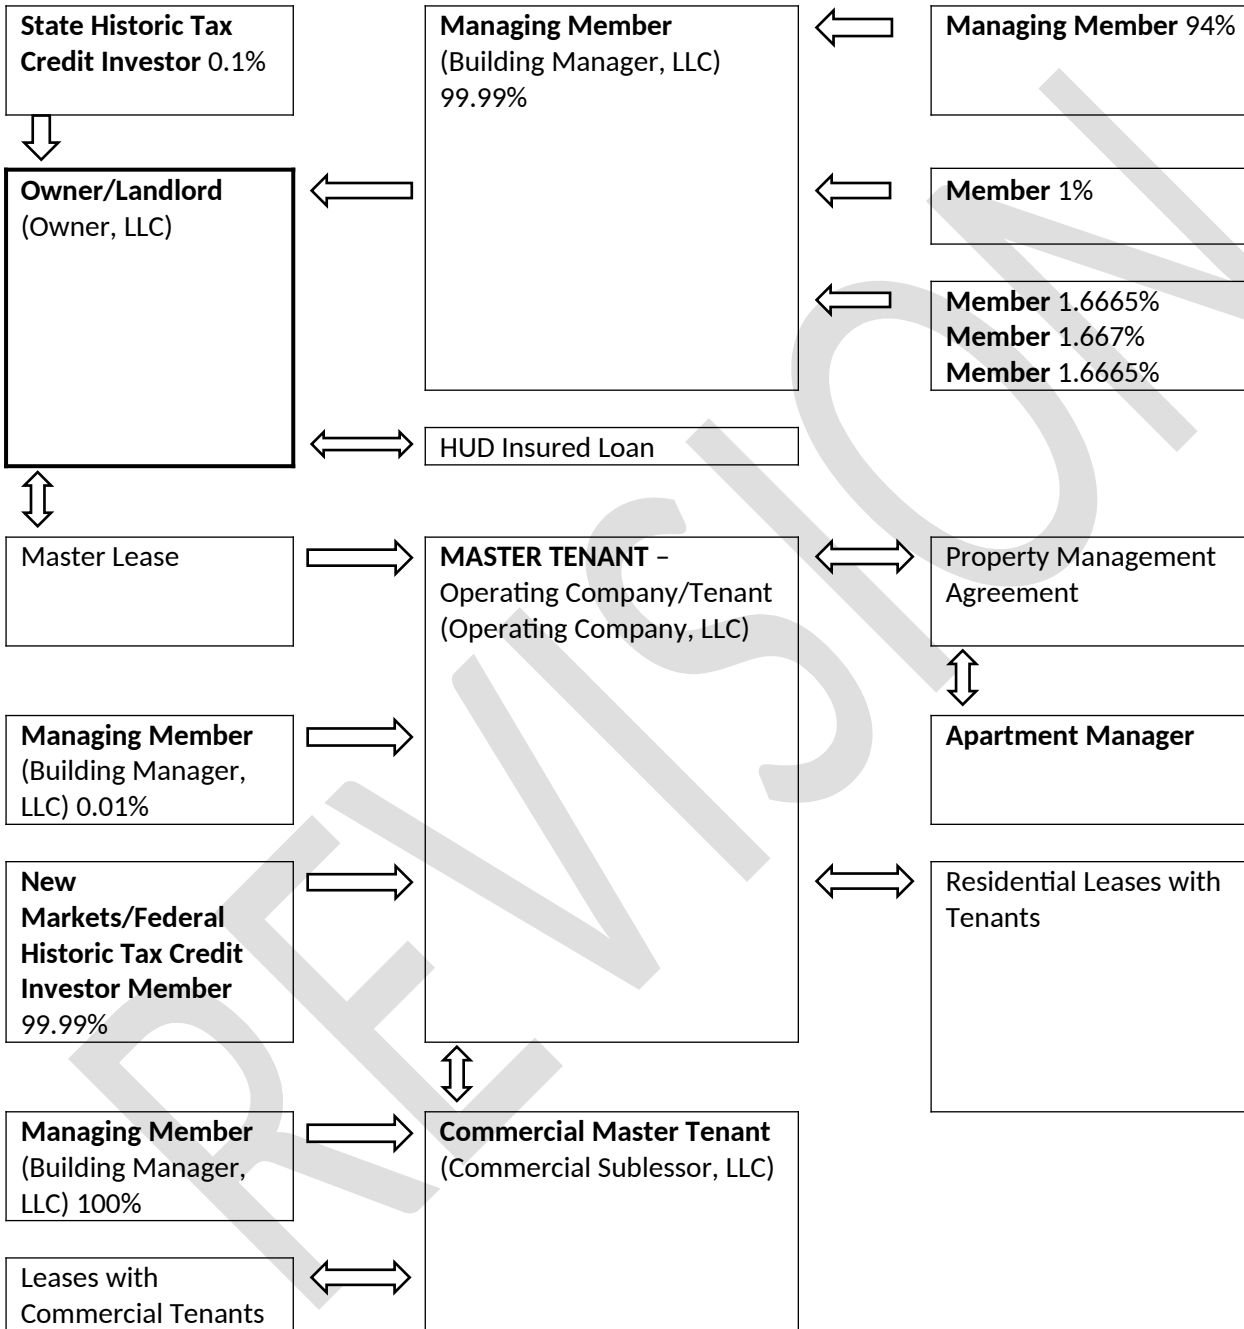 State Historic Tax
Credit Investor 0.1%
Managing Member
(Building Manager, LLC)
99.99%
Managing Member 94%
Owner/Landlord
(Owner, LLC)
Member 1%
Member 1.6665%
Member 1.667%
Member 1.6665%
HUD Insured Loan
Master Lease
MASTER TENANT –
Operating Company/Tenant
(Operating Company, LLC)
Property Management
Agreement
Managing Member
(Building Manager,
LLC) 0.01%
Apartment Manager
New
Markets/Federal
Historic Tax Credit
Investor Member
99.99%
Residential Leases with
Tenants
Managing Member
(Building Manager,
LLC) 100%
Commercial Master Tenant
(Commercial Sublessor, LLC)
Leases with
Commercial Tenants
REVISION